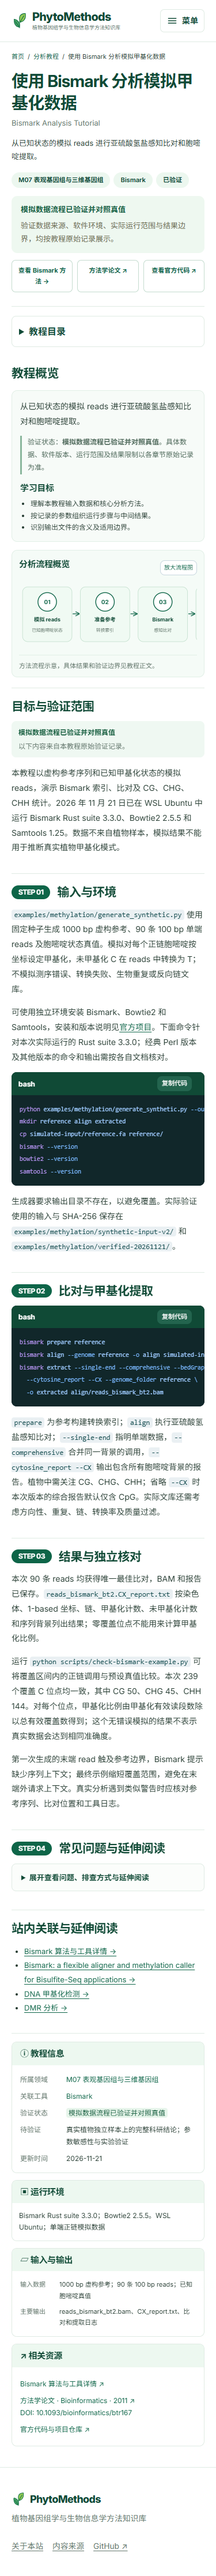 PhytoMethods
植物基因组学与生物信息学方法知识库
菜单
首页 / 分析教程 / 使用 Bismark 分析模拟甲基化数据
使用 Bismark 分析模拟甲
基化数据
Bismark Analysis Tutorial
从已知状态的模拟 reads 进行亚硫酸氢盐感知比对和胞嘧
啶提取。
M07 表观基因组与三维基因组
Bismark
已验证
模拟数据流程已验证并对照真值
验证数据来源、软件环境、实际运行范围与结果边
界，均按教程原始记录展示。
查看 Bismark 方
法 →
方法学论文 ↗
查看官方代码 ↗
▶ 教程目录
教程概览
从已知状态的模拟 reads 进行亚硫酸氢盐感知比
对和胞嘧啶提取。
验证状态：模拟数据流程已验证并对照真值。具体数
据、软件版本、运行范围及结果限制以各章节原始记录
为准。
学习目标
理解本教程输入数据和核心分析方法。
按记录的参数组织运行步骤与中间结果。
识别输出文件的含义及适用边界。
分析流程概览
放大流程图
01
模拟 reads
已知胞嘧啶状态
02
准备参考
转换索引
03
Bismark
感知比对
方法流程示意，具体结果和验证边界见教程正文。
目标与验证范围
模拟数据流程已验证并对照真值
以下内容来自本教程原始验证记录。
本教程以虚构参考序列和已知甲基化状态的模拟
reads，演示 Bismark 索引、比对及 CG、CHG、
CHH 统计。2026 年 11 月 21 日已在 WSL Ubuntu 中
运行 Bismark Rust suite 3.3.0、Bowtie2 2.5.5 和
Samtools 1.25。数据不来自植物样本，模拟结果不能
用于推断真实植物甲基化模式。
STEP 01 输入与环境
examples/methylation/generate_synthetic.py 使用
固定种子生成 1000 bp 虚构参考、90 条 100 bp 单端
reads 及胞嘧啶状态真值。模拟对每个正链胞嘧啶按
坐标设定甲基化，未甲基化 C 在 reads 中转换为 T；
不模拟测序错误、转换失败、生物重复或反向链文
库。
可使用独立环境安装 Bismark、Bowtie2 和
Samtools，安装和版本说明见官方项目。下面命令针
对本次实际运行的 Rust suite 3.3.0；经典 Perl 版本
及其他版本的命令和输出需按各自文档核对。
bash
复制代码
python examples/methylation/generate_synthetic.py --ou
mkdir reference align extracted
cp simulated-input/reference.fa reference/
bismark --version
bowtie2 --version
samtools --version
生成器要求输出目录不存在，以避免覆盖。实际验证
使用的输入与 SHA-256 保存在
examples/methylation/synthetic-input-v2/ 和
examples/methylation/verified-20261121/ 。
STEP 02 比对与甲基化提取
bash
复制代码
bismark prepare reference
bismark align --genome reference -o align simulated-in
bismark extract --single-end --comprehensive --bedGrap
--cytosine_report --CX --genome_folder reference \
-o extracted align/reads_bismark_bt2.bam
prepare 为参考构建转换索引； align 执行亚硫酸氢
盐感知比对； --single-end 指明单端数据， --
comprehensive 合并同一背景的调用， --
cytosine_report --CX 输出包含所有胞嘧啶背景的报
告。植物中需关注 CG、CHG、CHH；省略 --CX 时
本次版本的综合报告默认仅含 CpG。实际文库还需考
虑方向性、重复、链、转换率及质量过滤。
STEP 03 结果与独立核对
本次 90 条 reads 均获得唯一最佳比对，BAM 和报告
已保存。reads_bismark_bt2.CX_report.txt 按染色
体、1-based 坐标、链、甲基化计数、未甲基化计数
和序列背景列出结果；零覆盖位点不能用来计算甲基
化比例。
运行 python scripts/check-bismark-example.py 可
将覆盖区间内的正链调用与预设真值比较。本次 239
个覆盖 C 位点均一致，其中 CG 50、CHG 45、CHH
144。对每个位点，甲基化比例由甲基化有效读段数除
以总有效覆盖数得到；这个无错误模拟的结果不表示
真实数据会达到相同准确度。
第一次生成的末端 read 触及参考边界，Bismark 提示
缺少序列上下文；最终示例缩短覆盖范围，避免在末
端外请求上下文。真实分析遇到类似警告时应核对参
考序列、比对位置和工具日志。
STEP 04 常见问题与延伸阅读
▶ 展开查看问题、排查方式与延伸阅读
站内关联与延伸阅读
Bismark 算法与工具详情 →
Bismark: a flexible aligner and methylation caller
for Bisulfite-Seq applications →
DNA 甲基化检测 →
DMR 分析 →
教程信息
所属领域 M07 表观基因组与三维基因组
关联工具 Bismark
验证状态 模拟数据流程已验证并对照真值
待验证 真实植物独立样本上的完整科研结论；参
数敏感性与实验验证
更新时间 2026-11-21
运行环境
Bismark Rust suite 3.3.0；Bowtie2 2.5.5。WSL
Ubuntu；单端正链模拟数据
输入与输出
输入数据 1000 bp 虚构参考；90 条 100 bp reads；已知
胞嘧啶真值
主要输出 reads_bismark_bt2.bam、CX_report.txt、比
对和提取日志
↗ 相关资源
Bismark 算法与工具详情 ↗
方法学论文 · Bioinformatics · 2011 ↗
DOI: 10.1093/bioinformatics/btr167
官方代码与项目仓库 ↗
PhytoMethods
植物基因组学与生物信息学方法知识库
关于本站 内容来源 GitHub ↗